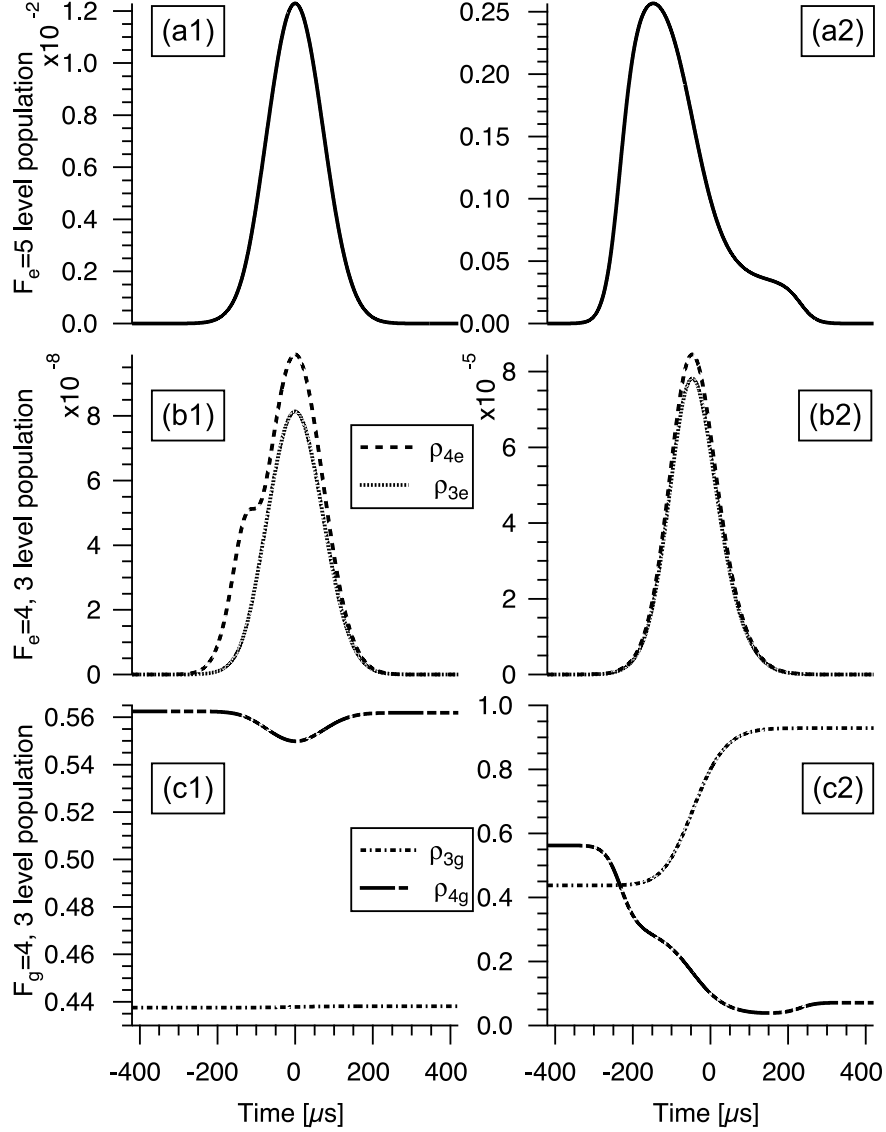 x10 -2
(a1)
(a2)
1.2
1.0
0.8
0.6
0.4
0.2
0.0
Fe=5 level population
0.25
0.20
0.15
0.10
0.05
0.00
x10 -8
x10 -5
(b1)
(b2)
ρ4e
ρ3e
8
6
4
2
0
Fe=4, 3 level population
8
6
4
2
0
(c1)
(c2)
ρ3g
ρ4g
0.56
0.54
0.52
0.50
0.48
0.46
0.44
Fg=4, 3 level population
1.0
0.8
0.6
0.4
0.2
0.0
-400 -200 0 200 400
-400 -200 0 200 400
Time [µs]
Time [µs]